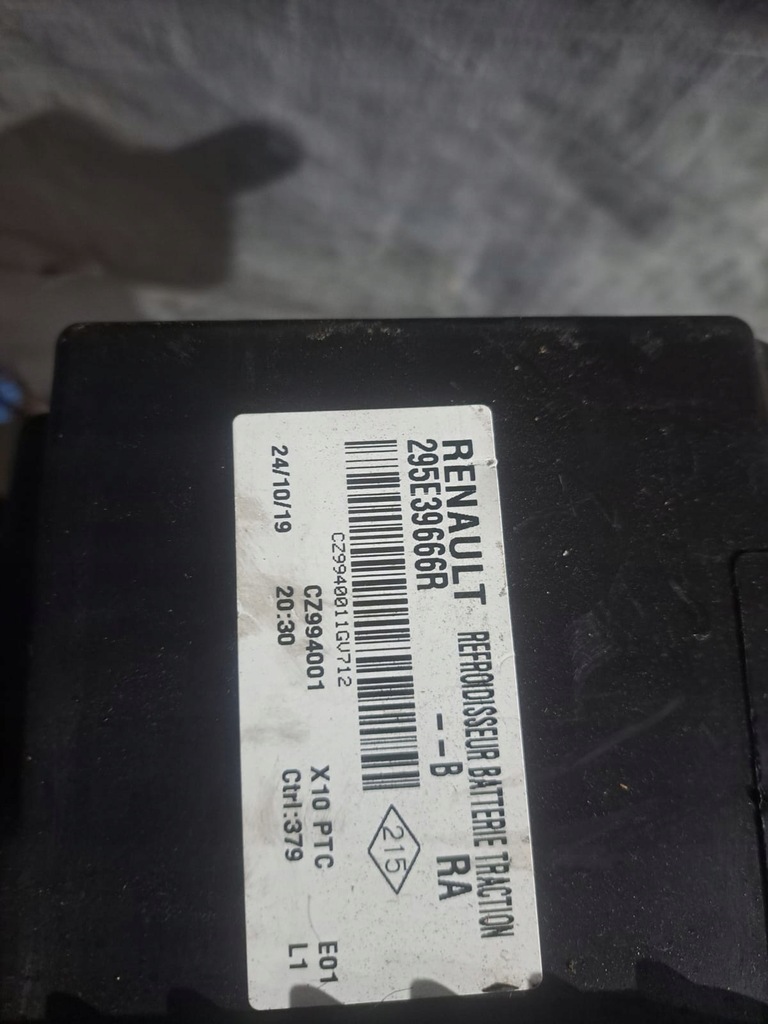 RENAULT REFROIDISSEUR BATTERIE TRACTION
295E39666R --B RA
215
CZ9940011GV712
CZ994001 X10 PTC E01
24/10/19 20:30 Ctrl:379 L1